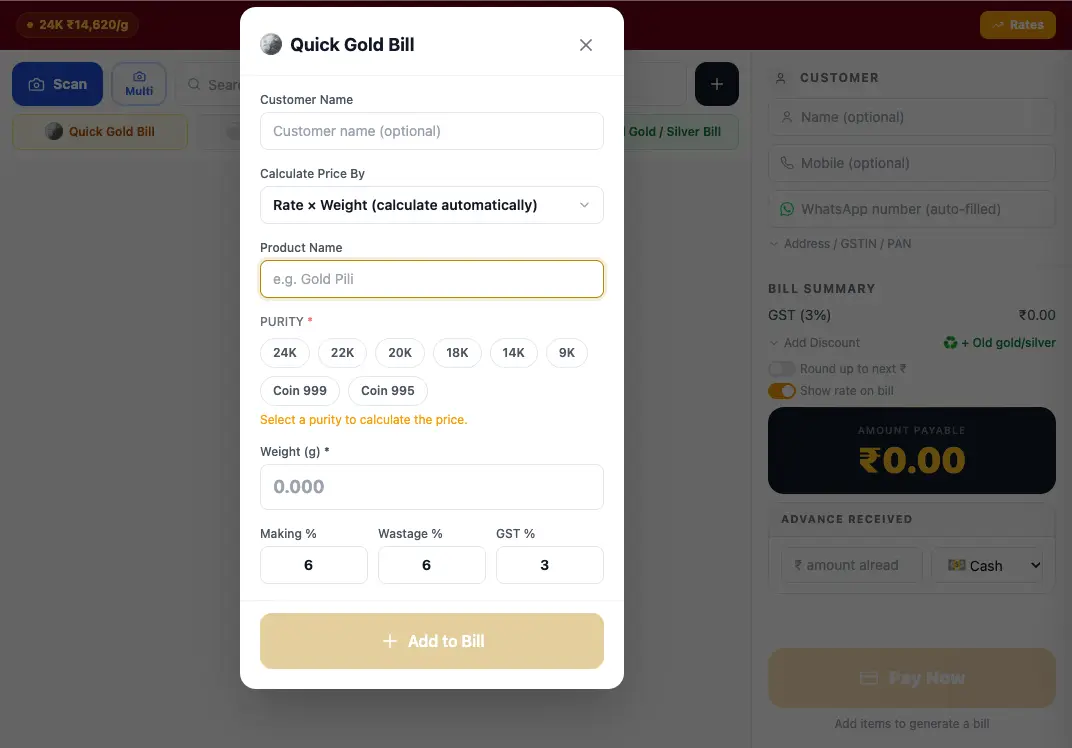 24K ₹14,620/g
Rates
Quick Gold Bill
Scan
Multi
Sear
Quick Gold Bill
Gold / Silver Bill
Customer Name
Customer name (optional)
Calculate Price By
Rate × Weight (calculate automatically)
Product Name
e.g. Gold Pili
PURITY *
24K 22K 20K 18K 14K 9K
Coin 999 Coin 995
Select a purity to calculate the price.
Weight (g) *
0.000
Making % Wastage % GST %
6 6 3
+ Add to Bill
CUSTOMER
Name (optional)
Mobile (optional)
WhatsApp number (auto-filled)
Address / GSTIN / PAN
BILL SUMMARY
GST (3%) ₹0.00
Add Discount + Old gold/silver
Round up to next ₹
Show rate on bill
AMOUNT PAYABLE
₹0.00
ADVANCE RECEIVED
₹ amount alread Cash
Pay Now
Add items to generate a bill